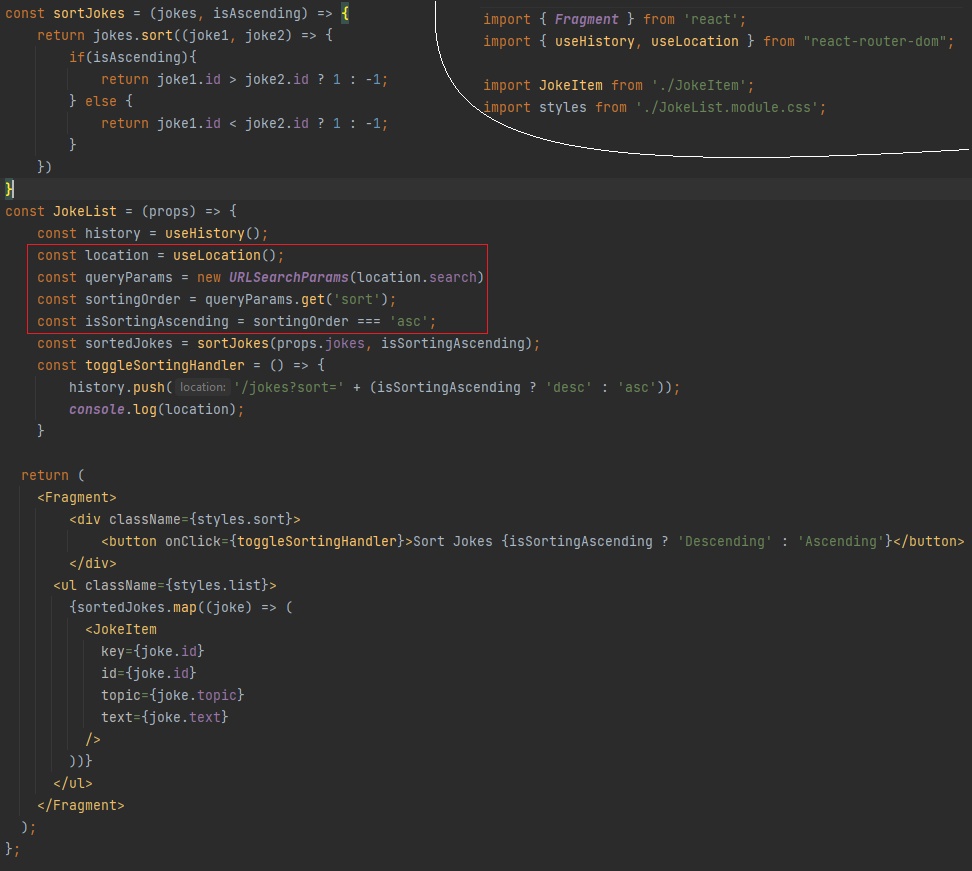 const sortJokes = (jokes, isAscending) => {
    return jokes.sort((joke1, joke2) => {
        if(isAscending){
            return joke1.id > joke2.id ? 1 : -1;
        } else {
            return joke1.id < joke2.id ? 1 : -1;
        }
    })
}
import { Fragment } from 'react';
import { useHistory, useLocation } from "react-router-dom";

import JokeItem from './JokeItem';
import styles from './JokeList.module.css';
const JokeList = (props) => {
    const history = useHistory();
    const location = useLocation();
    const queryParams = new URLSearchParams(location.search)
    const sortingOrder = queryParams.get('sort');
    const isSortingAscending = sortingOrder === 'asc';
    const sortedJokes = sortJokes(props.jokes, isSortingAscending);
    const toggleSortingHandler = () => {
        history.push( location: '/jokes?sort=' + (isSortingAscending ? 'desc' : 'asc'));
        console.log(location);
    }

  return (
    <Fragment>
        <div className={styles.sort}>
            <button onClick={toggleSortingHandler}>Sort Jokes {isSortingAscending ? 'Descending' : 'Ascending'}</button>
        </div>
      <ul className={styles.list}>
        {sortedJokes.map((joke) => (
          <JokeItem
            key={joke.id}
            id={joke.id}
            topic={joke.topic}
            text={joke.text}
          />
        ))}
      </ul>
    </Fragment>
  );
};